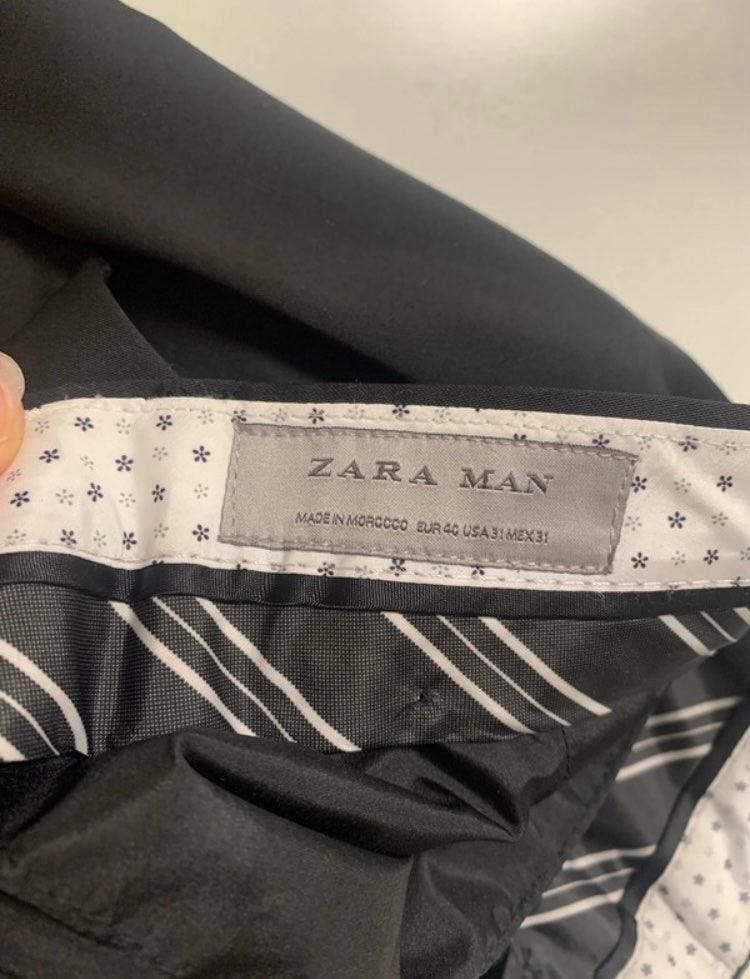 ZARA MAN
MADE IN MOROCCO EUR 40 USA 31 MEX 31